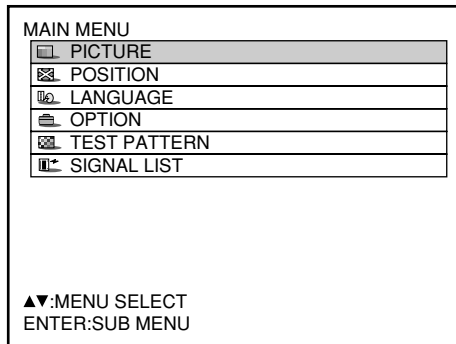 MAIN MENU
PICTURE
POSITION
LANGUAGE
OPTION
TEST PATTERN
SIGNAL LIST
▲▼:MENU SELECT
ENTER:SUB MENU